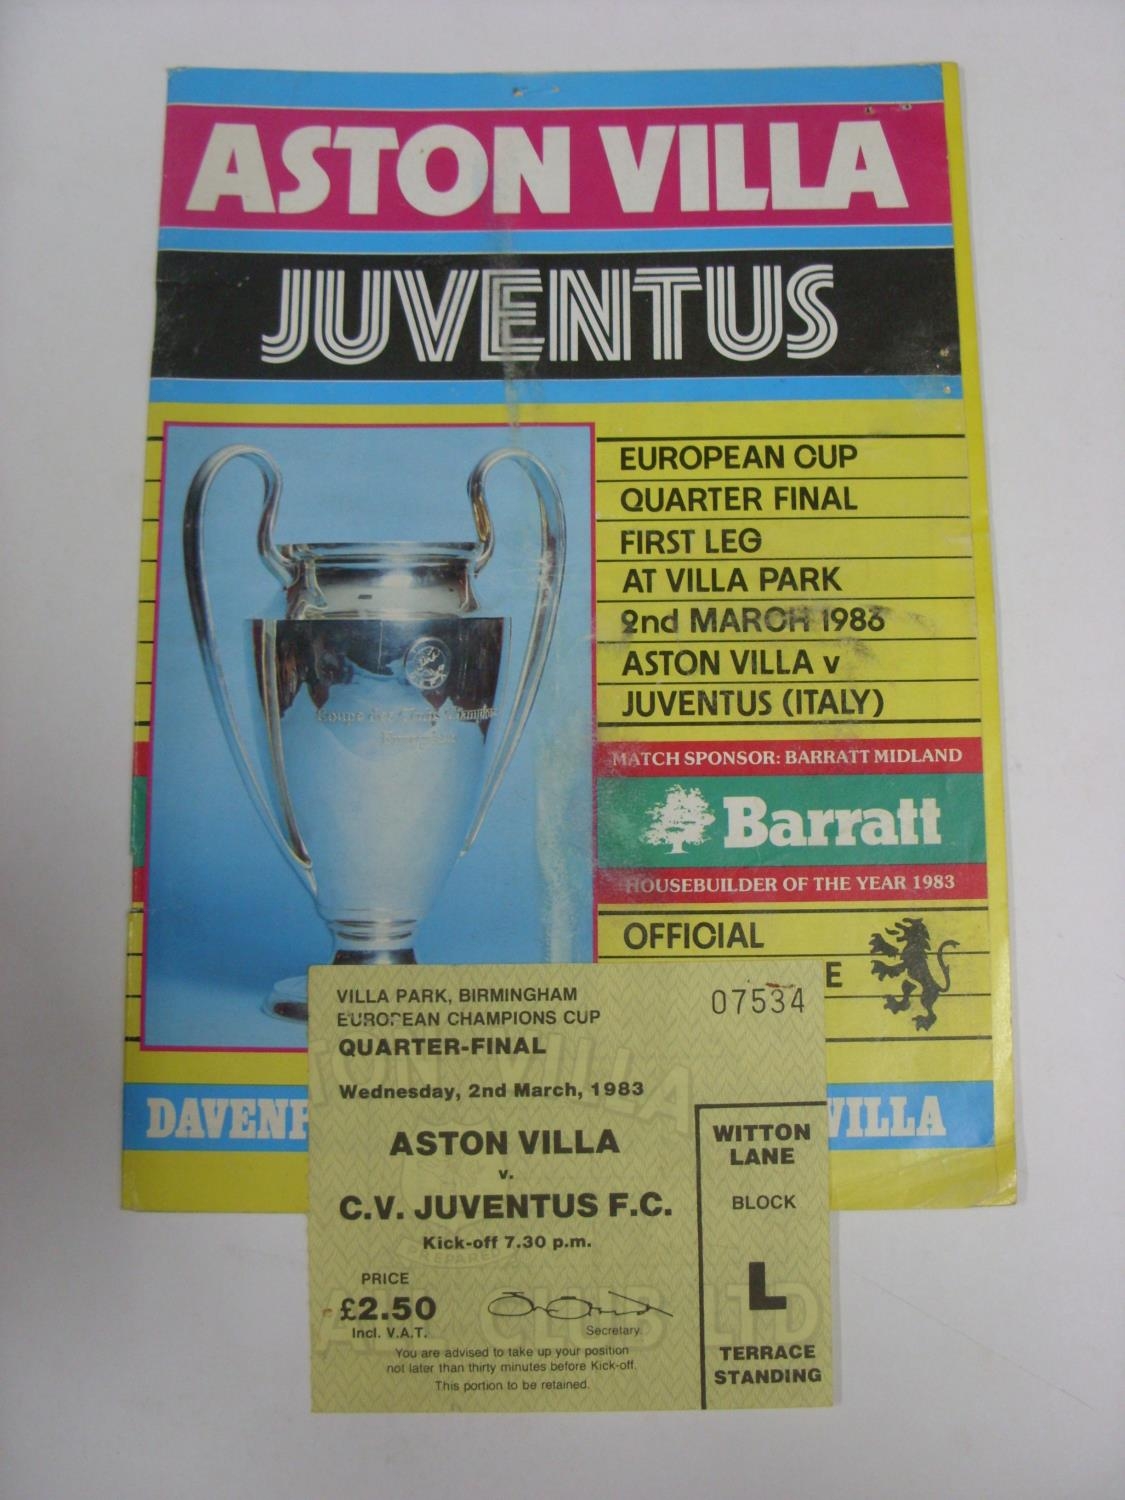 ASTON VILLA
JUVENTUS
EUROPEAN CUP
QUARTER FINAL
FIRST LEG
AT VILLA PARK
2nd MARCH 1983
ASTON VILLA v
JUVENTUS (ITALY)
MATCH SPONSOR: BARRATT MIDLAND
Barratt
HOUSEBUILDER OF THE YEAR 1983
OFFICIAL
E
DAVENP
VILLA
VILLA PARK, BIRMINGHAM
EUROPEAN CHAMPIONS CUP
QUARTER-FINAL
07534
Wednesday, 2nd March, 1983
ASTON VILLA
v.
C.V. JUVENTUS F.C.
Kick-off 7.30 p.m.
PRICE
£2.50
Incl. V.A.T.
Secretary.
You are advised to take up your position
not later than thirty minutes before Kick-off.
This portion to be retained.
WITTON
LANE
BLOCK
L
TERRACE
STANDING